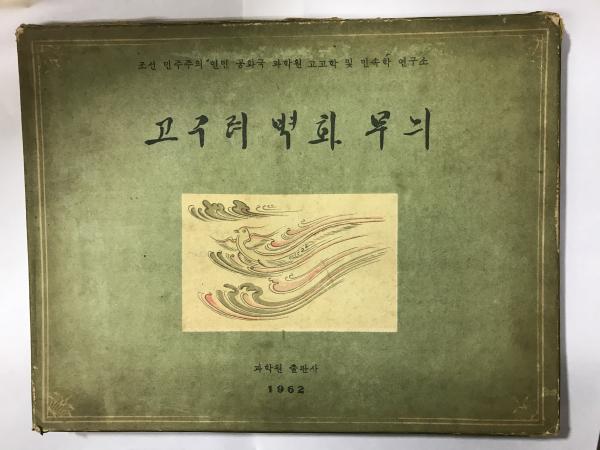 조선 민주주의 인민 공화국 과학원 고고학 및 민속학 연구소
고구려 벽화 무늬
과학원 출판사
1962